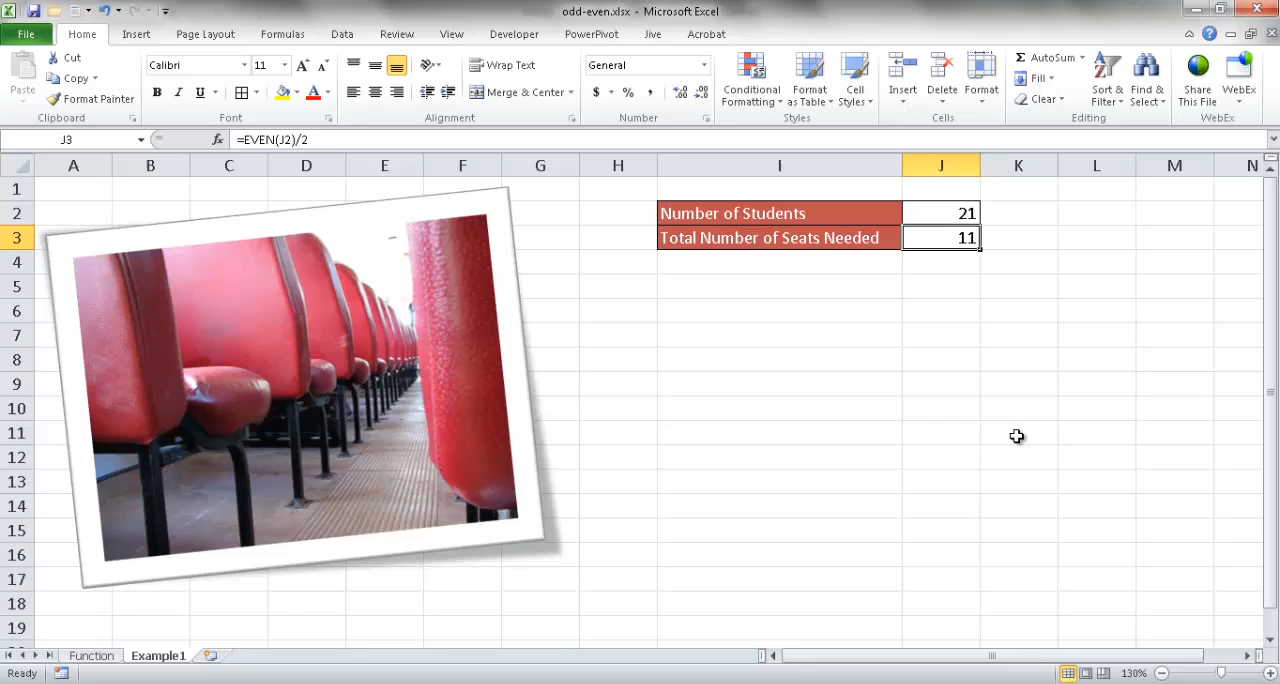 odd-even.xlsx - Microsoft Excel
File Home Insert Page Layout Formulas Data Review View Developer PowerPivot Jive Acrobat
Paste
Cut
Copy
Format Painter
Clipboard
Calibri 11 A A
B I U A
Font
Wrap Text
Merge & Center
Alignment
General
$ % ,
Number
Conditional Formatting
Format as Table
Cell Styles
Styles
Insert Delete Format
Cells
Σ AutoSum
Fill
Clear
Sort & Filter
Find & Select
Editing
Share This File
WebEx
WebEx
J3 fx =EVEN(J2)/2
A B C D E F G H I J K L M N
1
2 Number of Students 21
3 Total Number of Seats Needed 11
4
5
6
7
8
9
10
11
12
13
14
15
16
17
18
19
Function Example1
Ready 130%